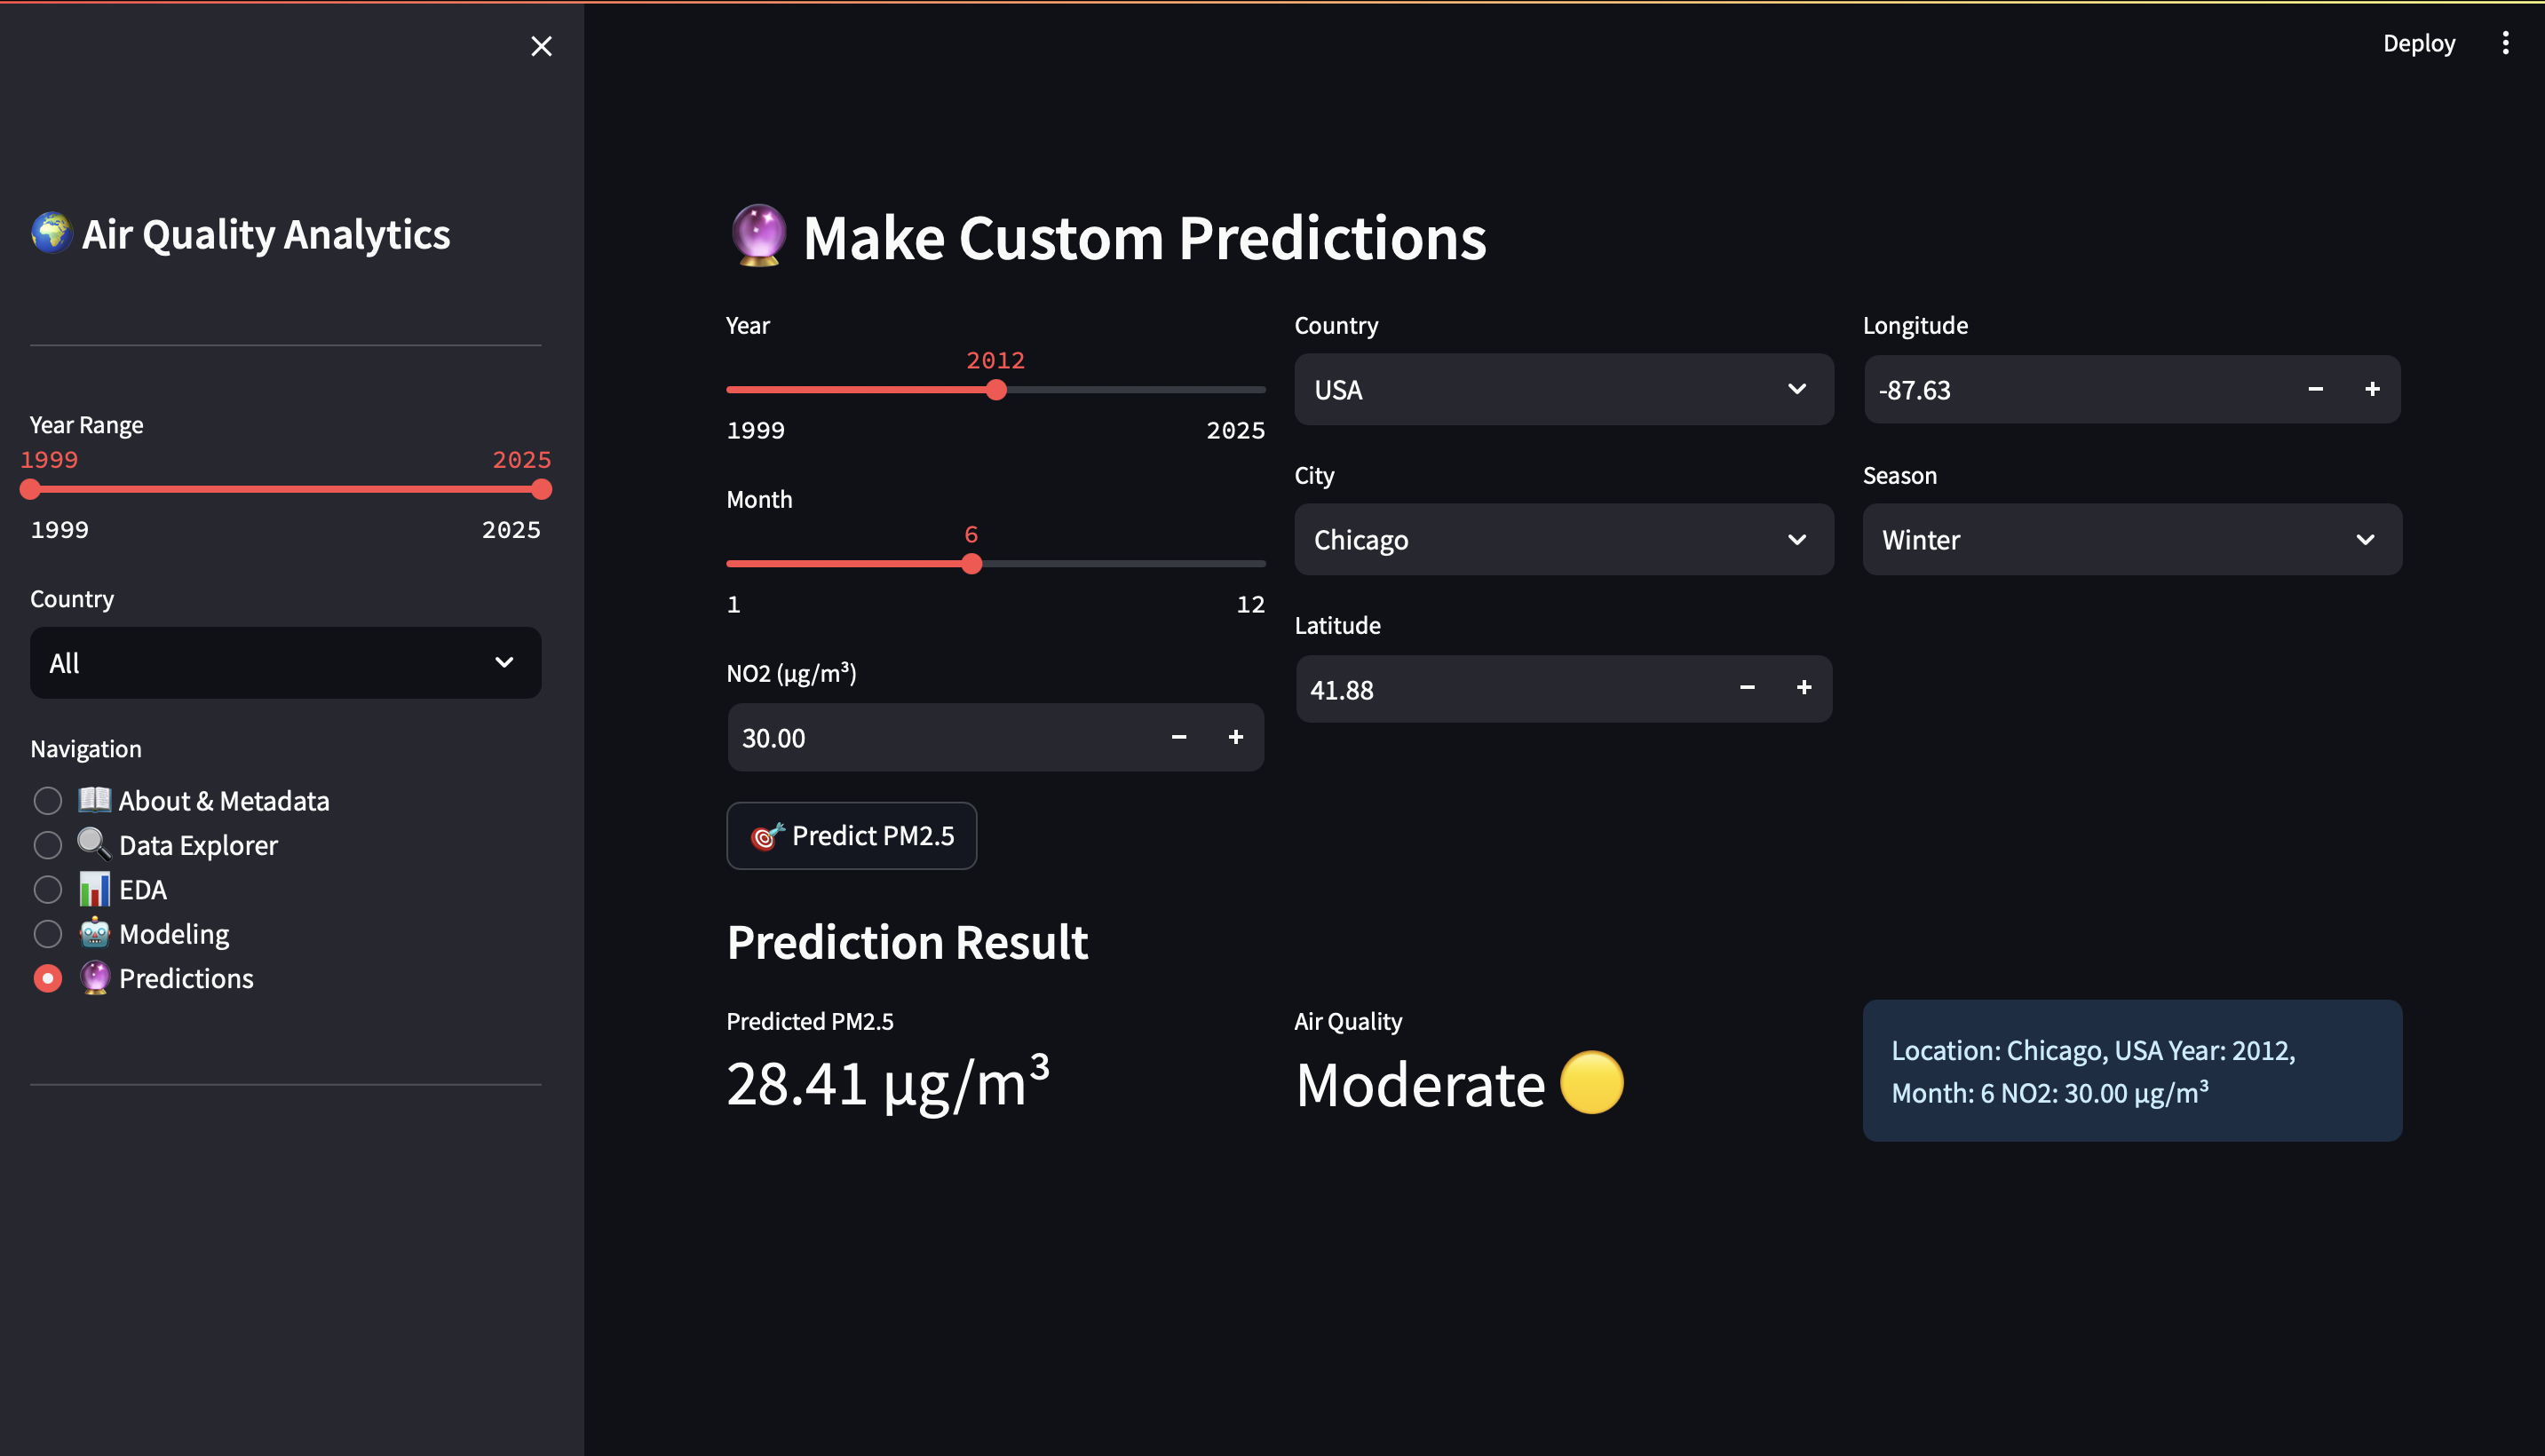 Deploy
Air Quality Analytics
Year Range
1999 2025
1999 2025
Country
All
Navigation
About & Metadata
Data Explorer
EDA
Modeling
Predictions
Make Custom Predictions
Year
2012
1999 2025
Month
6
1 12
NO2 (µg/m³)
30.00
Predict PM2.5
Country
USA
City
Chicago
Latitude
41.88
Longitude
-87.63
Season
Winter
Prediction Result
Predicted PM2.5
28.41 µg/m³
Air Quality
Moderate
Location: Chicago, USA Year: 2012,
Month: 6 NO2: 30.00 µg/m³